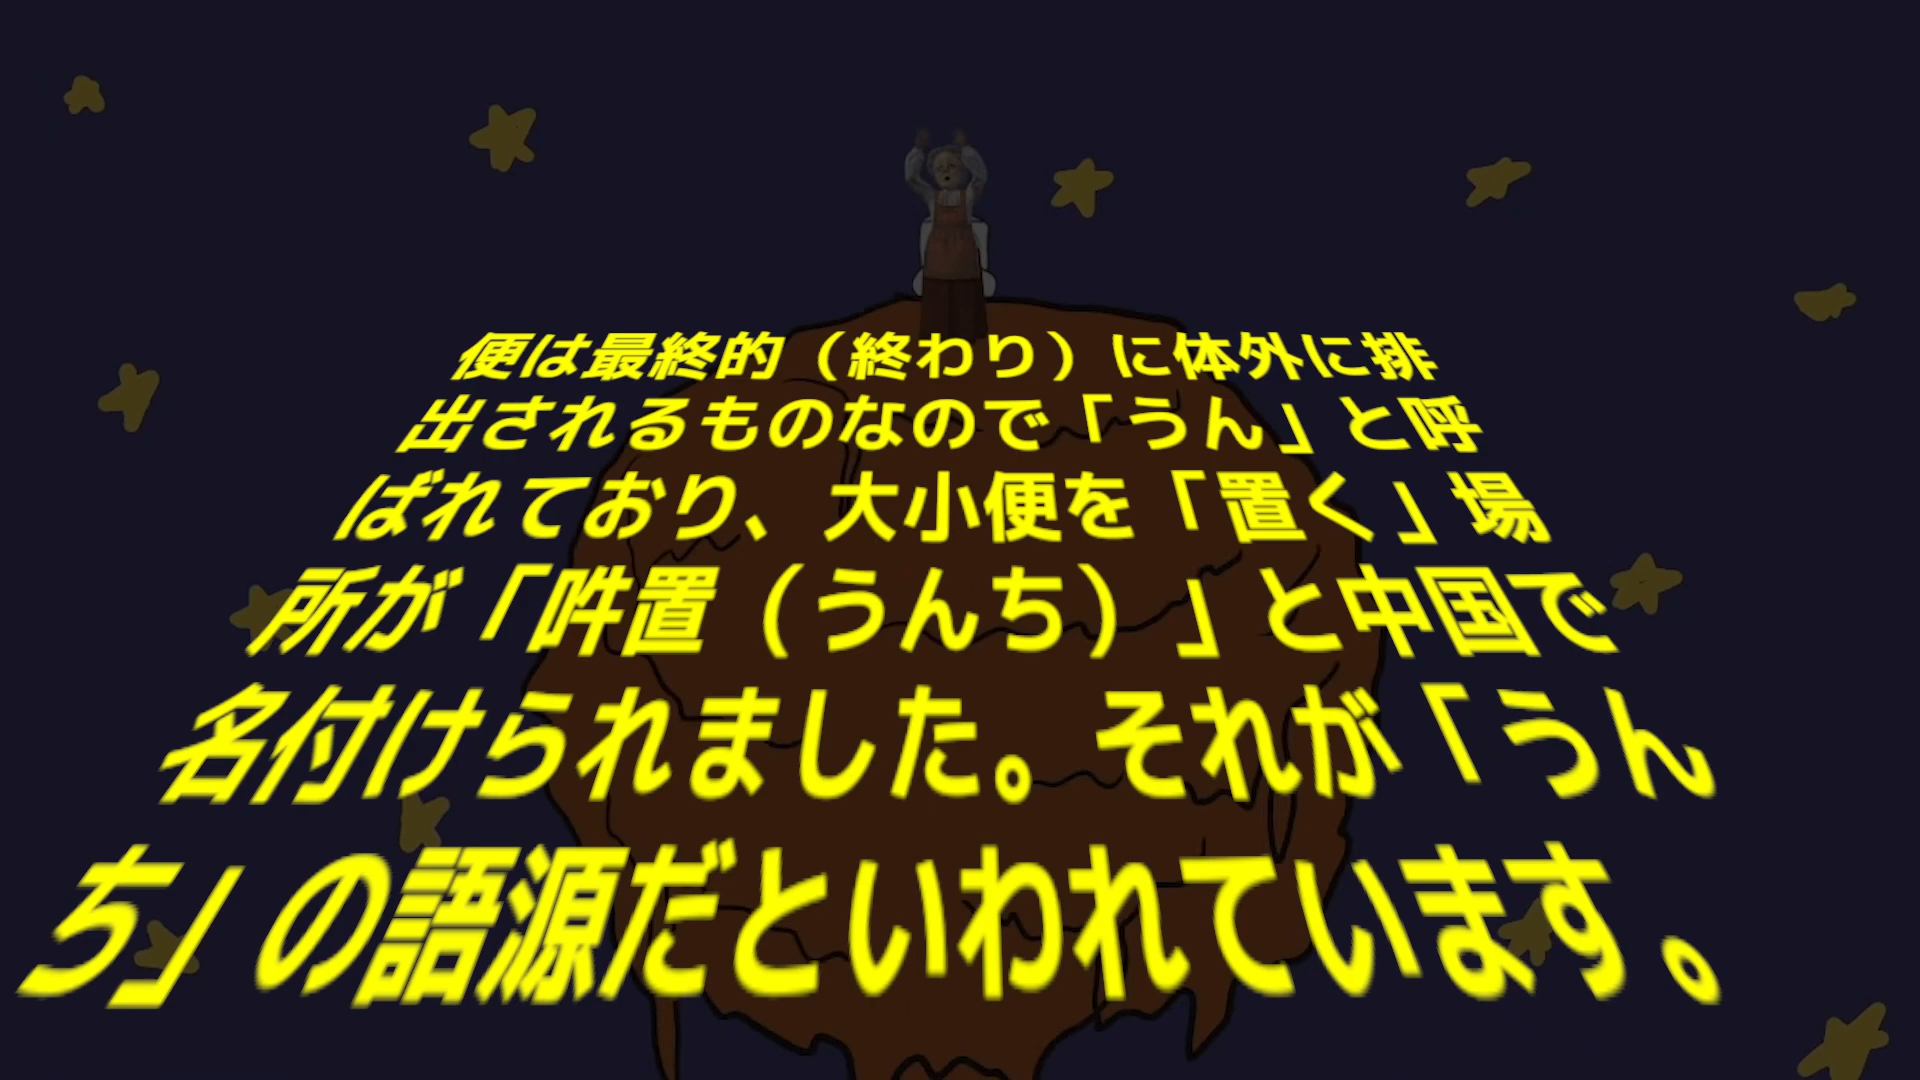 便は最終的（終わり）に体外に排
出されるものなので「うん」と呼
ばれており、大小便を「置く」場
所が「吽置（うんち）」と中国で
名付けられました。それが「うん
ち」の語源だといわれています。